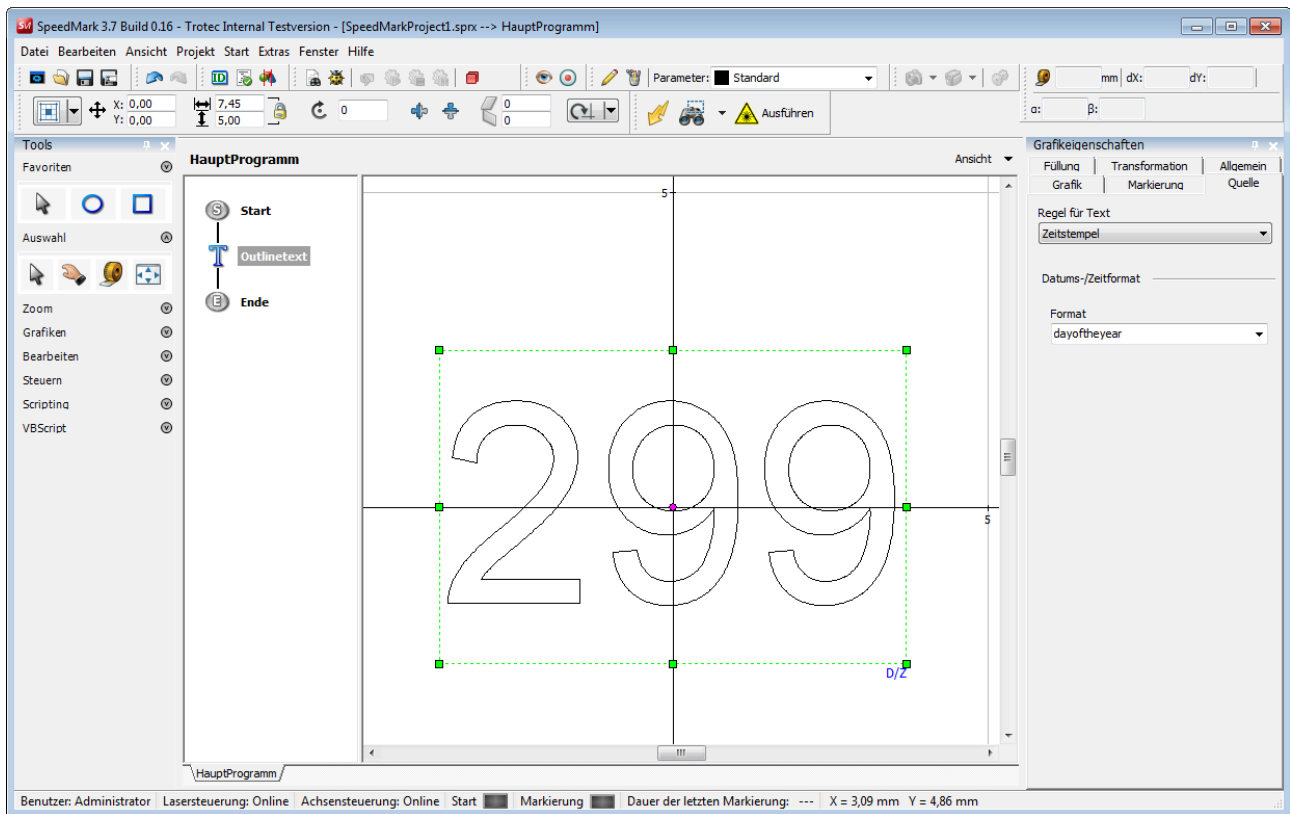 SpeedMark 3.7 Build 0.16 - Trotec Internal Testversion - [SpeedMarkProject1.sprx --> HauptProgramm]
Datei Bearbeiten Ansicht Projekt Start Extras Fenster Hilfe
ID Parameter: Standard mm dX: dY:
X: 0,00 7,45 0 0 Ausführen α: β:
Y: 0,00 5,00 0
Tools
Favoriten
Auswahl
Zoom
Grafiken
Bearbeiten
Steuern
Scripting
VBScript
HauptProgramm Ansicht
S Start
T Outlinetext
E Ende
5
299
5
D/Z
HauptProgramm
Grafikeigenschaften
Füllung Transformation Allgemein
Grafik Markierung Quelle
Regel für Text
Zeitstempel
Datums-/Zeitformat
Format
dayoftheyear
Benutzer: Administrator Lasersteuerung: Online Achsensteuerung: Online Start Markierung Dauer der letzten Markierung: --- X = 3,09 mm Y = 4,86 mm